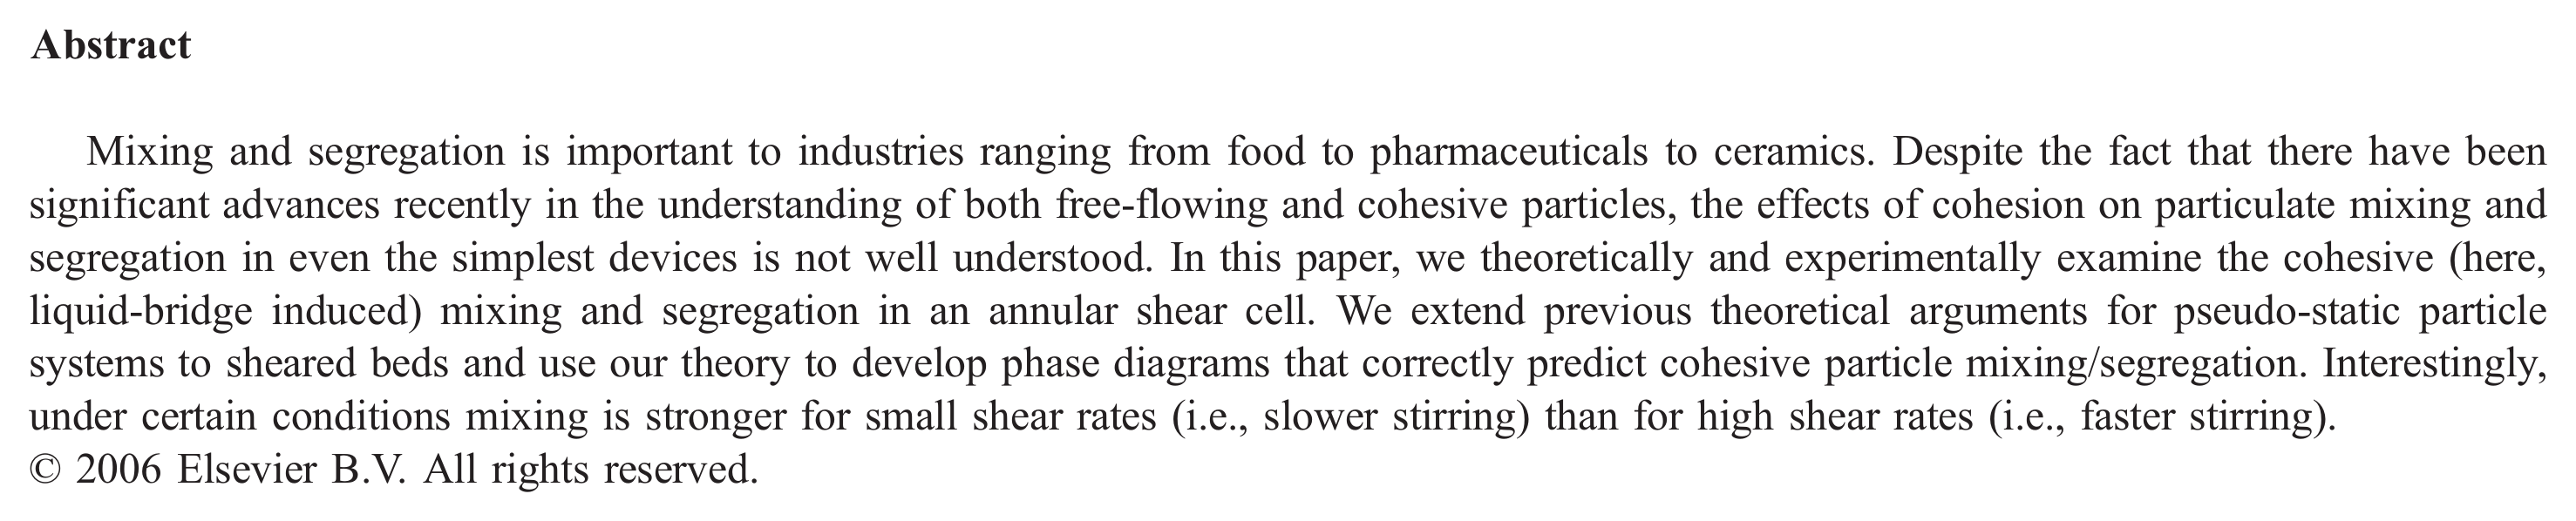 Abstract
Mixing and segregation is important to industries ranging from food to pharmaceuticals to ceramics. Despite the fact that there have been
significant advances recently in the understanding of both free-flowing and cohesive particles, the effects of cohesion on particulate mixing and
segregation in even the simplest devices is not well understood. In this paper, we theoretically and experimentally examine the cohesive (here,
liquid-bridge induced) mixing and segregation in an annular shear cell. We extend previous theoretical arguments for pseudo-static particle
systems to sheared beds and use our theory to develop phase diagrams that correctly predict cohesive particle mixing/segregation. Interestingly,
under certain conditions mixing is stronger for small shear rates (i.e., slower stirring) than for high shear rates (i.e., faster stirring).
© 2006 Elsevier B.V. All rights reserved.